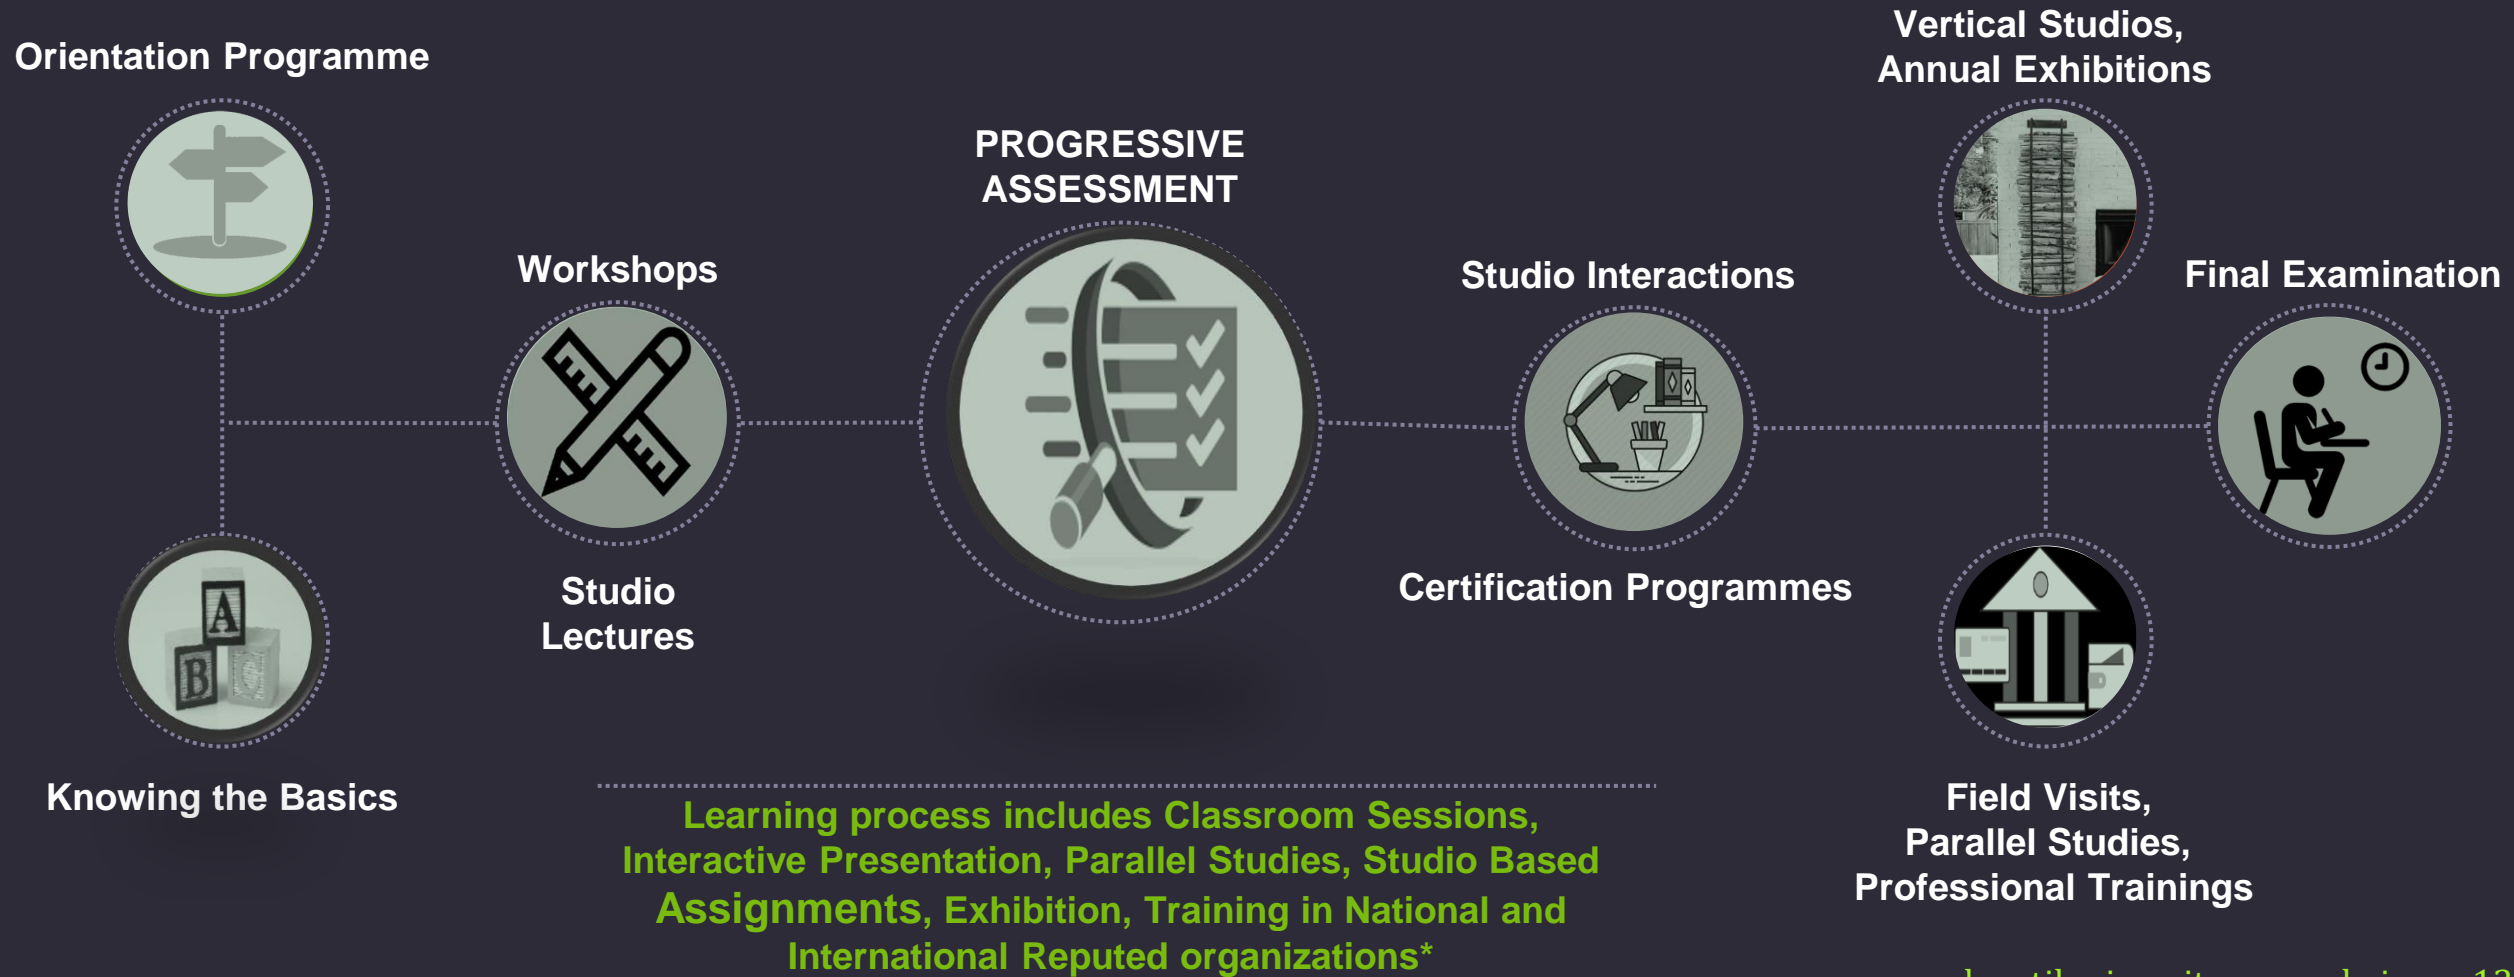 Orientation Programme
Knowing the Basics
Workshops
Studio
Lectures
PROGRESSIVE
ASSESSMENT
Studio Interactions
Certification Programmes
Vertical Studios,
Annual Exhibitions
Field Visits,
Parallel Studies,
Professional Trainings
Final Examination
A
B
Learning process includes Classroom Sessions,
Interactive Presentation, Parallel Studies, Studio Based
Assignments, Exhibition, Training in National and
International Reputed organizations*